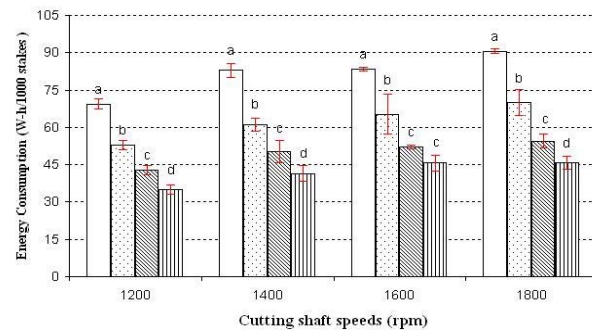 Energy Consumption (W-h/1000 stakes)
105
90
75
60
45
30
15
0
a
b
c
d
a
b
c
d
a
b
c
c
a
b
c
d
1200
1400
1600
1800
Cutting shaft speeds (rpm)